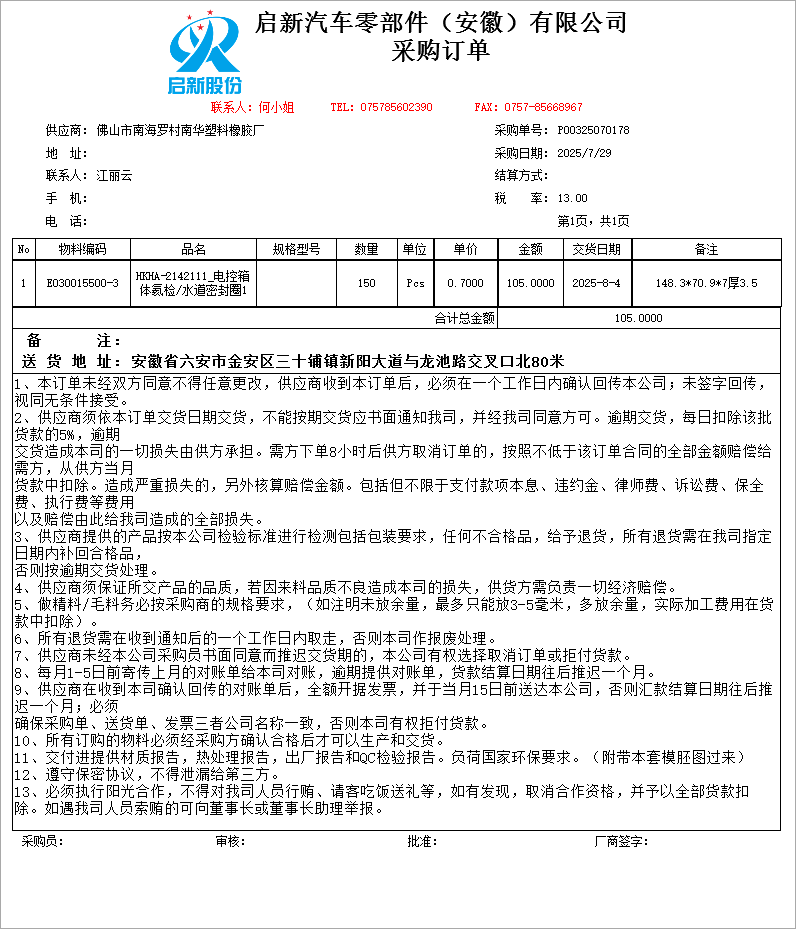 启新汽车零部件（安徽）有限公司
采购订单
启新股份
联系人：何小姐 TEL：075785602390 FAX：0757-85668967
供应商：佛山市南海罗村南华塑料橡胶厂 采购单号：PO0325070178
地 址： 采购日期：2025/7/29
联系人：江丽云 结算方式：
手 机： 税 率：13.00
电 话： 第1页，共1页
No 物料编码 品名 规格型号 数量 单位 单价 金额 交货日期 备注
1 E030015500-3 HKHA-2142111_电控箱体氦检/水道密封圈1 150 Pcs 0.7000 105.0000 2025-8-4 148.3*70.9*7厚3.5
合计总金额 105.0000
备 注：
送 货 地 址：安徽省六安市金安区三十铺镇新阳大道与龙池路交叉口北80米
1、本订单未经双方同意不得任意更改，供应商收到本订单后，必须在一个工作日内确认回传本公司；未签字回传，
视同无条件接受。
2、供应商须依本订单交货日期交货，不能按期交货应书面通知我司，并经我司同意方可。逾期交货，每日扣除该批
货款的5%，逾期
交货造成本司的一切损失由供方承担。需方下单8小时后供方取消订单的，按照不低于该订单合同的全部金额赔偿给
需方，从供方当月
货款中扣除。造成严重损失的，另外核算赔偿金额。包括但不限于支付款项本息、违约金、律师费、诉讼费、保全
费、执行费等费用
以及赔偿由此给我司造成的全部损失。
3、供应商提供的产品按本公司检验标准进行检测包括包装要求，任何不合格品，给予退货，所有退货需在我司指定
日期内补回合格品，
否则按逾期交货处理。
4、供应商须保证所交产品的品质，若因来料品质不良造成本司的损失，供货方需负责一切经济赔偿。
5、做精料/毛料务必按采购商的规格要求，（如注明未放余量，最多只能放3-5毫米，多放余量，实际加工费用在货
款中扣除）。
6、所有退货需在收到通知后的一个工作日内取走，否则本司作报废处理。
7、供应商未经本公司采购员书面同意而推迟交货期的，本公司有权选择取消订单或拒付货款。
8、每月1-5日前寄传上月的对账单给本司对账，逾期提供对账单，货款结算日期往后推迟一个月。
9、供应商在收到本司确认回传的对账单后，全额开据发票，并于当月15日前送达本公司，否则汇款结算日期往后推
迟一个月；必须
确保采购单、送货单、发票三者公司名称一致，否则本司有权拒付货款。
10、所有订购的物料必须经采购方确认合格后才可以生产和交货。
11、交付进提供材质报告，热处理报告，出厂报告和QC检验报告。负荷国家环保要求。（附带本套模胚图过来）
12、遵守保密协议，不得泄漏给第三方。
13、必须执行阳光合作，不得对我司人员行贿、请客吃饭送礼等，如有发现，取消合作资格，并予以全部货款扣
除。如遇我司人员索贿的可向董事长或董事长助理举报。
采购员： 审核： 批准： 厂商签字：